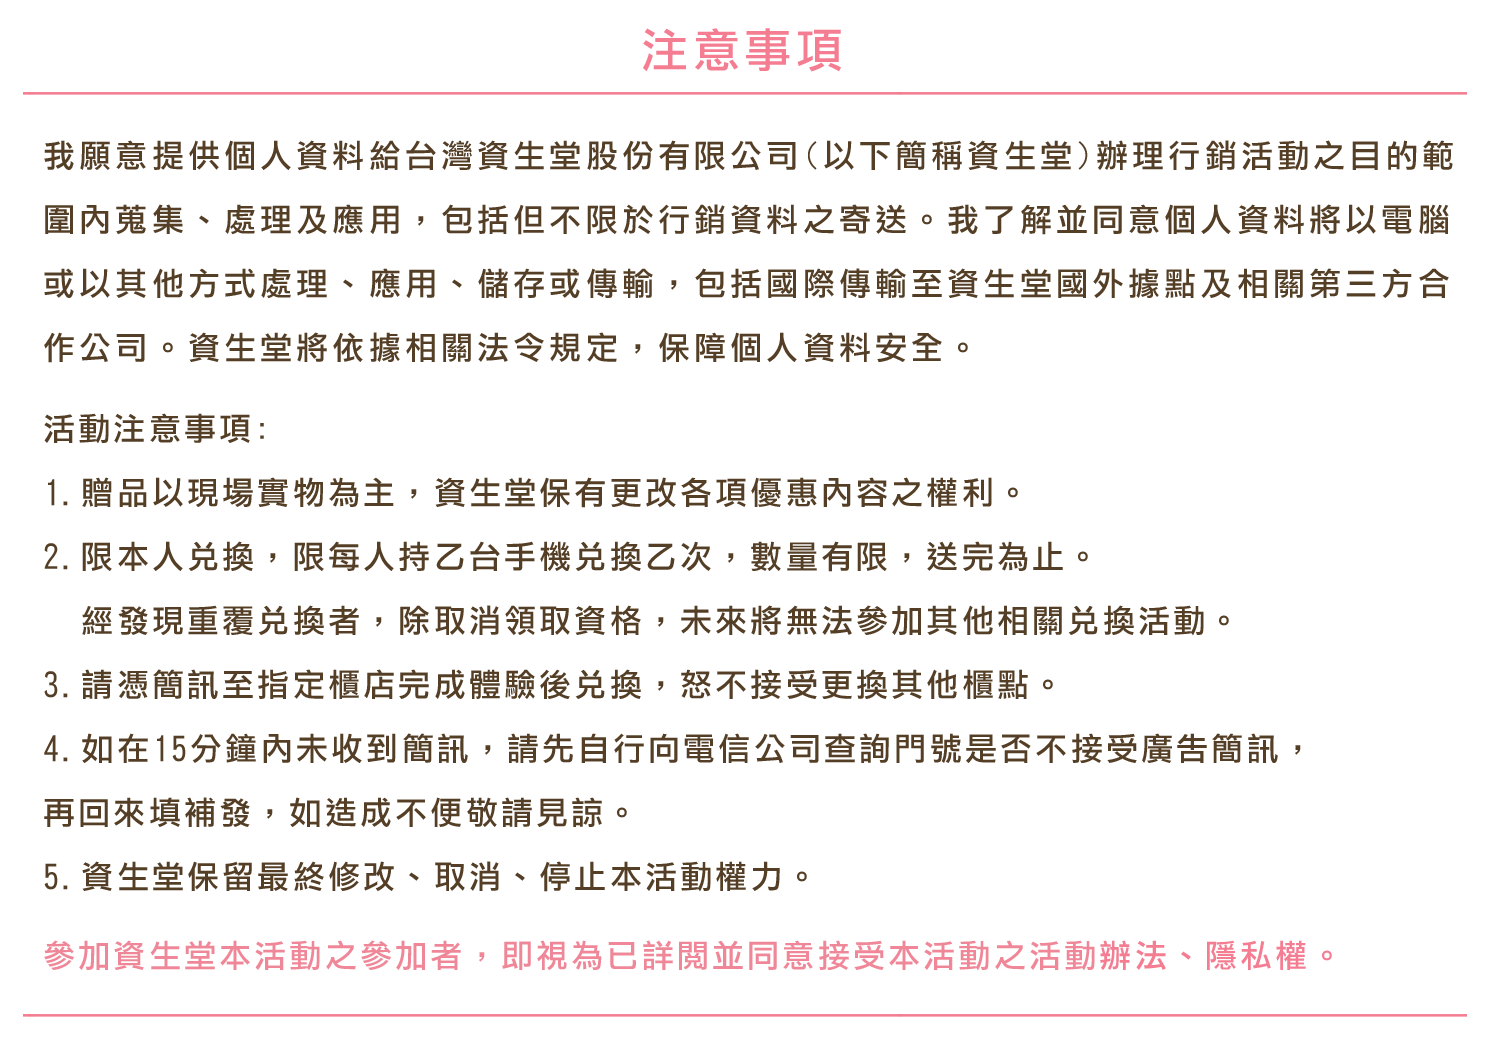 注意事項
我願意提供個人資料給台灣資生堂股份有限公司(以下簡稱資生堂)辦理行銷活動之目的範
圍內蒐集、處理及應用，包括但不限於行銷資料之寄送。我了解並同意個人資料將以電腦
或以其他方式處理、應用、儲存或傳輸，包括國際傳輸至資生堂國外據點及相關第三方合
作公司。資生堂將依據相關法令規定，保障個人資料安全。
活動注意事項:
1.贈品以現場實物為主，資生堂保有更改各項優惠內容之權利。
2.限本人兌換，限每人持乙台手機兌換乙次，數量有限，送完為止。
經發現重覆兌換者，除取消領取資格，未來將無法參加其他相關兌換活動。
3.請憑簡訊至指定櫃店完成體驗後兌換，怒不接受更換其他櫃點。
4.如在15分鐘內未收到簡訊，請先自行向電信公司查詢門號是否不接受廣告簡訊，
再回來填補發，如造成不便敬請見諒。
5.資生堂保留最終修改、取消、停止本活動權力。
參加資生堂本活動之參加者，即視為已詳閱並同意接受本活動之活動辦法、隱私權。